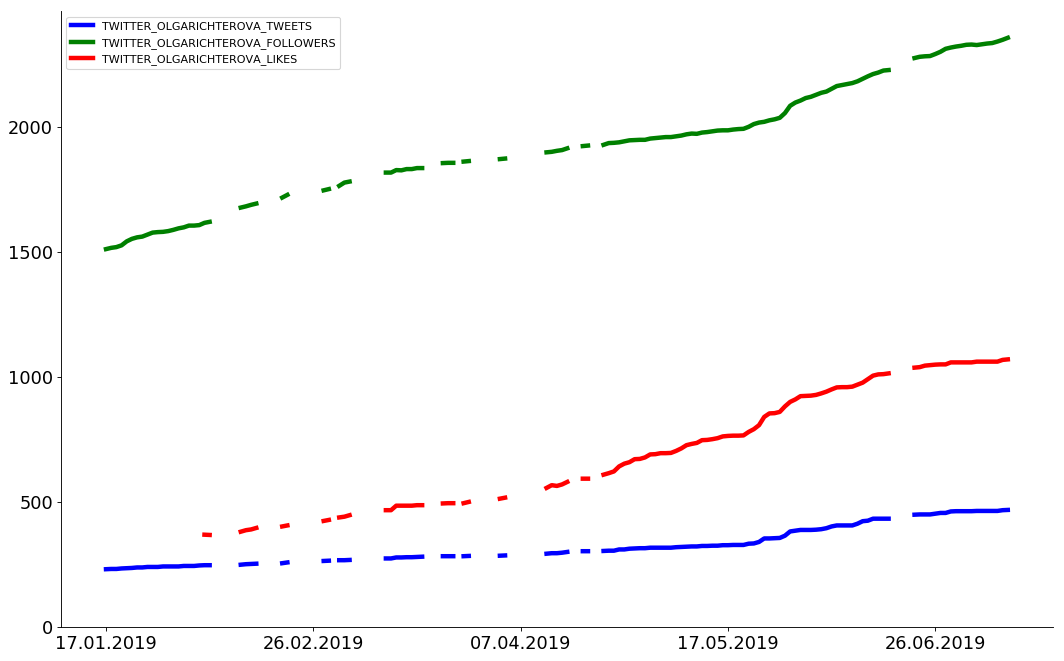 TWITTER_OLGARICHTEROVA_TWEETS
TWITTER_OLGARICHTEROVA_FOLLOWERS
TWITTER_OLGARICHTEROVA_LIKES
2000
1500
1000
500
0
17.01.2019 26.02.2019 07.04.2019 17.05.2019 26.06.2019